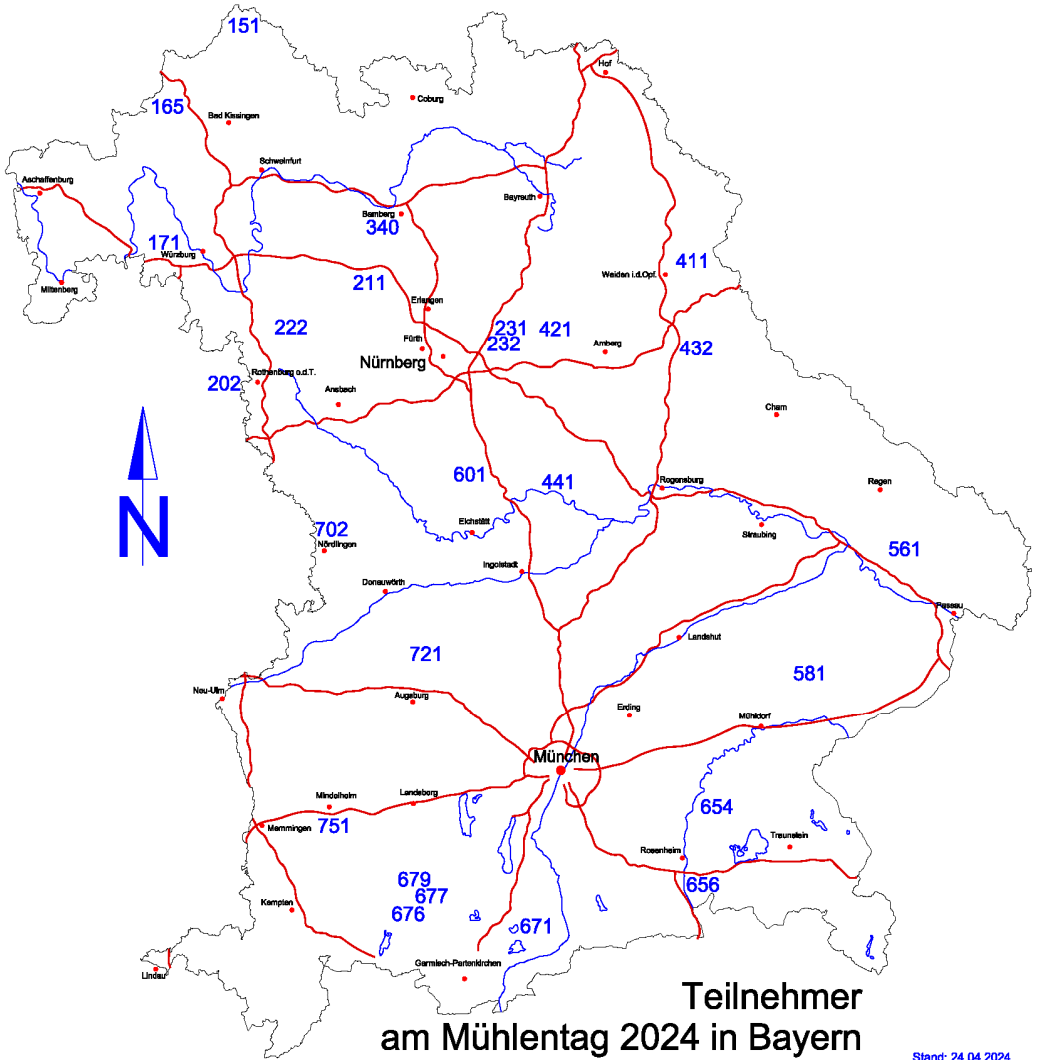 151
Hof
165
Coburg
Bad Kissingen
Schweinfurt
Aschaffenburg
Bayreuth
Bamberg
340
171
Würzburg
Weiden i.d.Opf.
411
211
Miltenberg
Erlangen
222
231
421
Fürth
232
Amberg
432
Nürnberg
202
Rothenburg o.d.T.
Ansbach
Cham
601
441
Regensburg
Regen
N
702
Eichstätt
Straubing
Nördlingen
561
Ingolstadt
Donauwörth
Passau
Landshut
721
581
Neu-Ulm
Augsburg
Erding
Mühldorf
München
Mindelheim
Landsberg
654
751
Memmingen
Traunstein
Rosenheim
679
656
677
Kempten
676
671
Lindau
Garmisch-Partenkirchen
Teilnehmer
am Mühlentag 2024 in Bayern
Stand: 24.04.2024